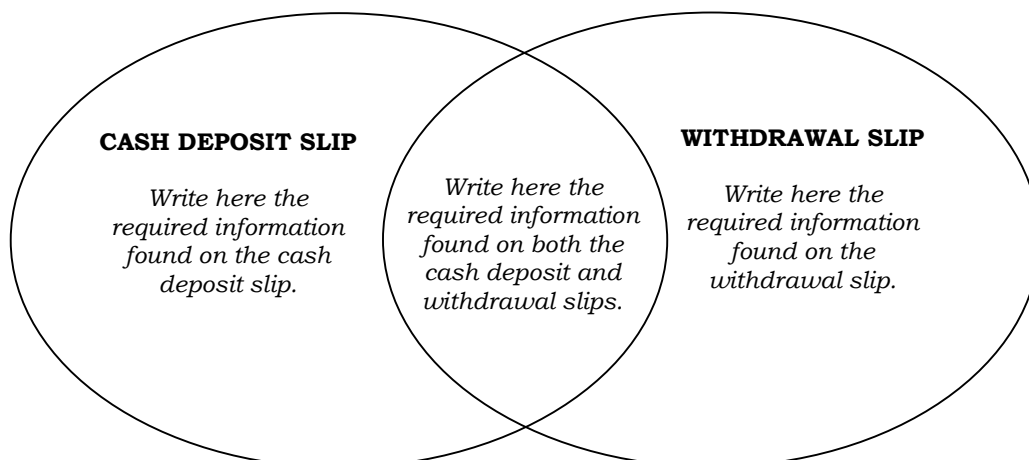 CASH DEPOSIT SLIP
Write here the
required information
found on the cash
deposit slip.
Write here the
required information
found on both the
cash deposit and
withdrawal slips.
WITHDRAWAL SLIP
Write here the
required information
found on the
withdrawal slip.